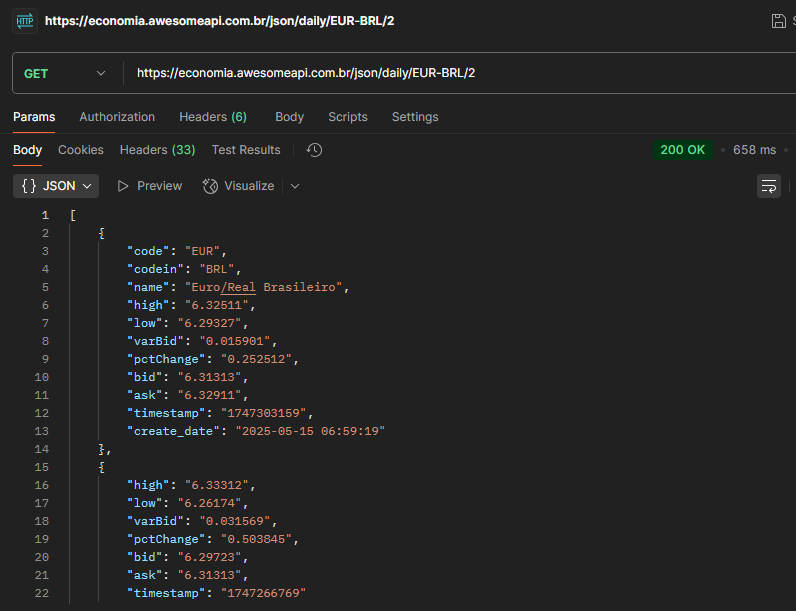 HTTP https://economia.awesomeapi.com.br/json/daily/EUR-BRL/2
GET https://economia.awesomeapi.com.br/json/daily/EUR-BRL/2
Params Authorization Headers (6) Body Scripts Settings
Body Cookies Headers (33) Test Results 200 OK • 658 ms •
{ } JSON Preview Visualize
1 [
2 {
3 "code": "EUR",
4 "codein": "BRL",
5 "name": "Euro/Real Brasileiro",
6 "high": "6.32511",
7 "low": "6.29327",
8 "varBid": "0.015901",
9 "pctChange": "0.252512",
10 "bid": "6.31313",
11 "ask": "6.32911",
12 "timestamp": "1747303159",
13 "create_date": "2025-05-15 06:59:19"
14 },
15 {
16 "high": "6.33312",
17 "low": "6.26174",
18 "varBid": "0.031569",
19 "pctChange": "0.503845",
20 "bid": "6.29723",
21 "ask": "6.31313",
22 "timestamp": "1747266769"